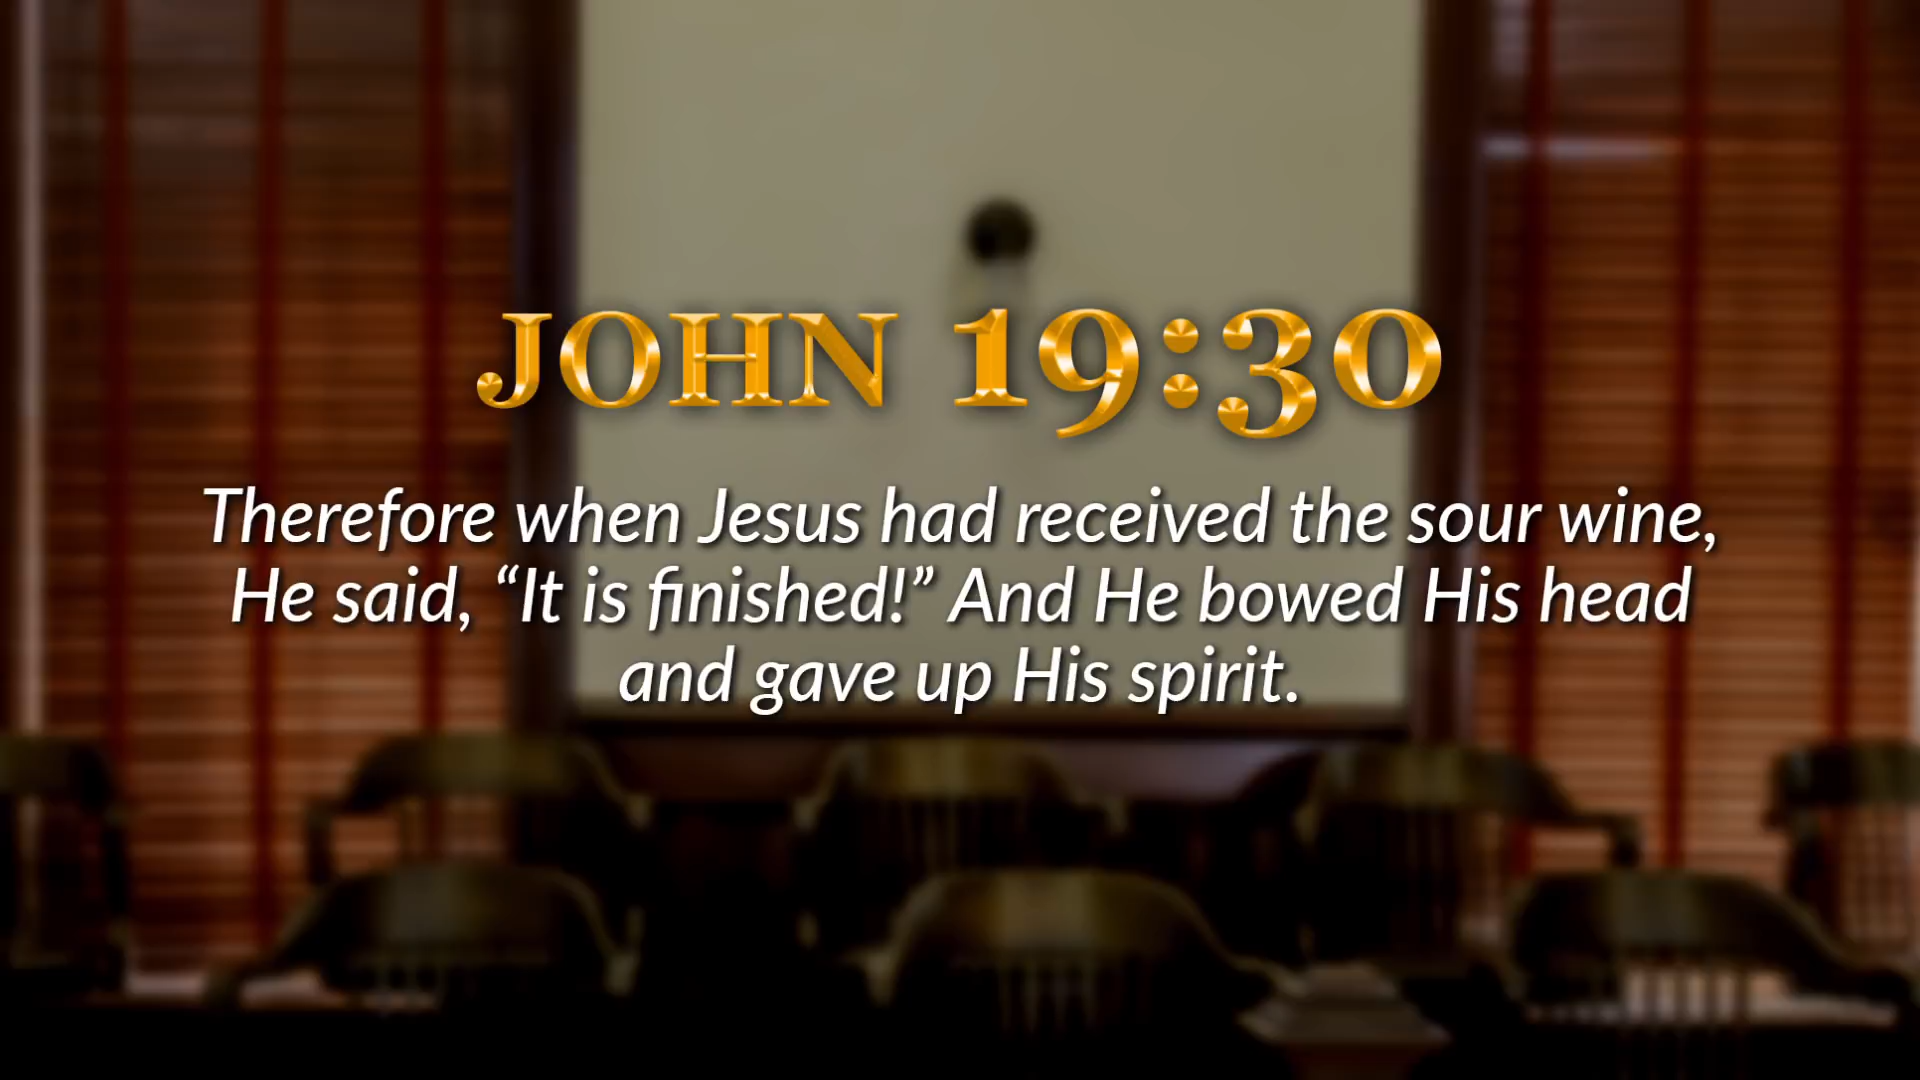 JOHN 19:30
Therefore when Jesus had received the sour wine,
He said, “It is finished!” And He bowed His head
and gave up His spirit.